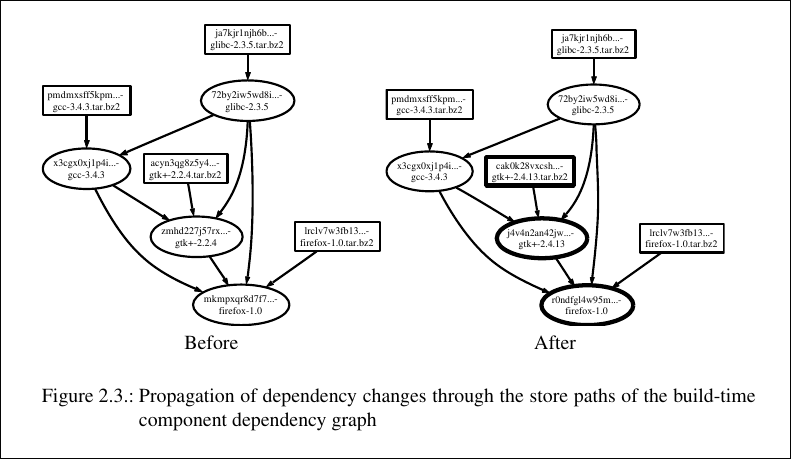 ja7kjr1njh6b...-
glibc-2.3.5.tar.bz2
pmdmxsff5kpm...-
gcc-3.4.3.tar.bz2
72by2iw5wd8i...-
glibc-2.3.5
x3cgx0xj1p4i...-
gcc-3.4.3
acyn3qg8z5y4...-
gtk+-2.2.4.tar.bz2
zmhd227j57rx...-
gtk+-2.2.4
lrclv7w3fb13...-
firefox-1.0.tar.bz2
mkmpxqr8d7f7...-
firefox-1.0
Before
ja7kjr1njh6b...-
glibc-2.3.5.tar.bz2
pmdmxsff5kpm...-
gcc-3.4.3.tar.bz2
72by2iw5wd8i...-
glibc-2.3.5
x3cgx0xj1p4i...-
gcc-3.4.3
cak0k28vxcsh...-
gtk+-2.4.13.tar.bz2
j4v4n2an42jw...-
gtk+-2.4.13
lrclv7w3fb13...-
firefox-1.0.tar.bz2
r0ndfgl4w95m...-
firefox-1.0
After
Figure 2.3.: Propagation of dependency changes through the store paths of the build-time
component dependency graph